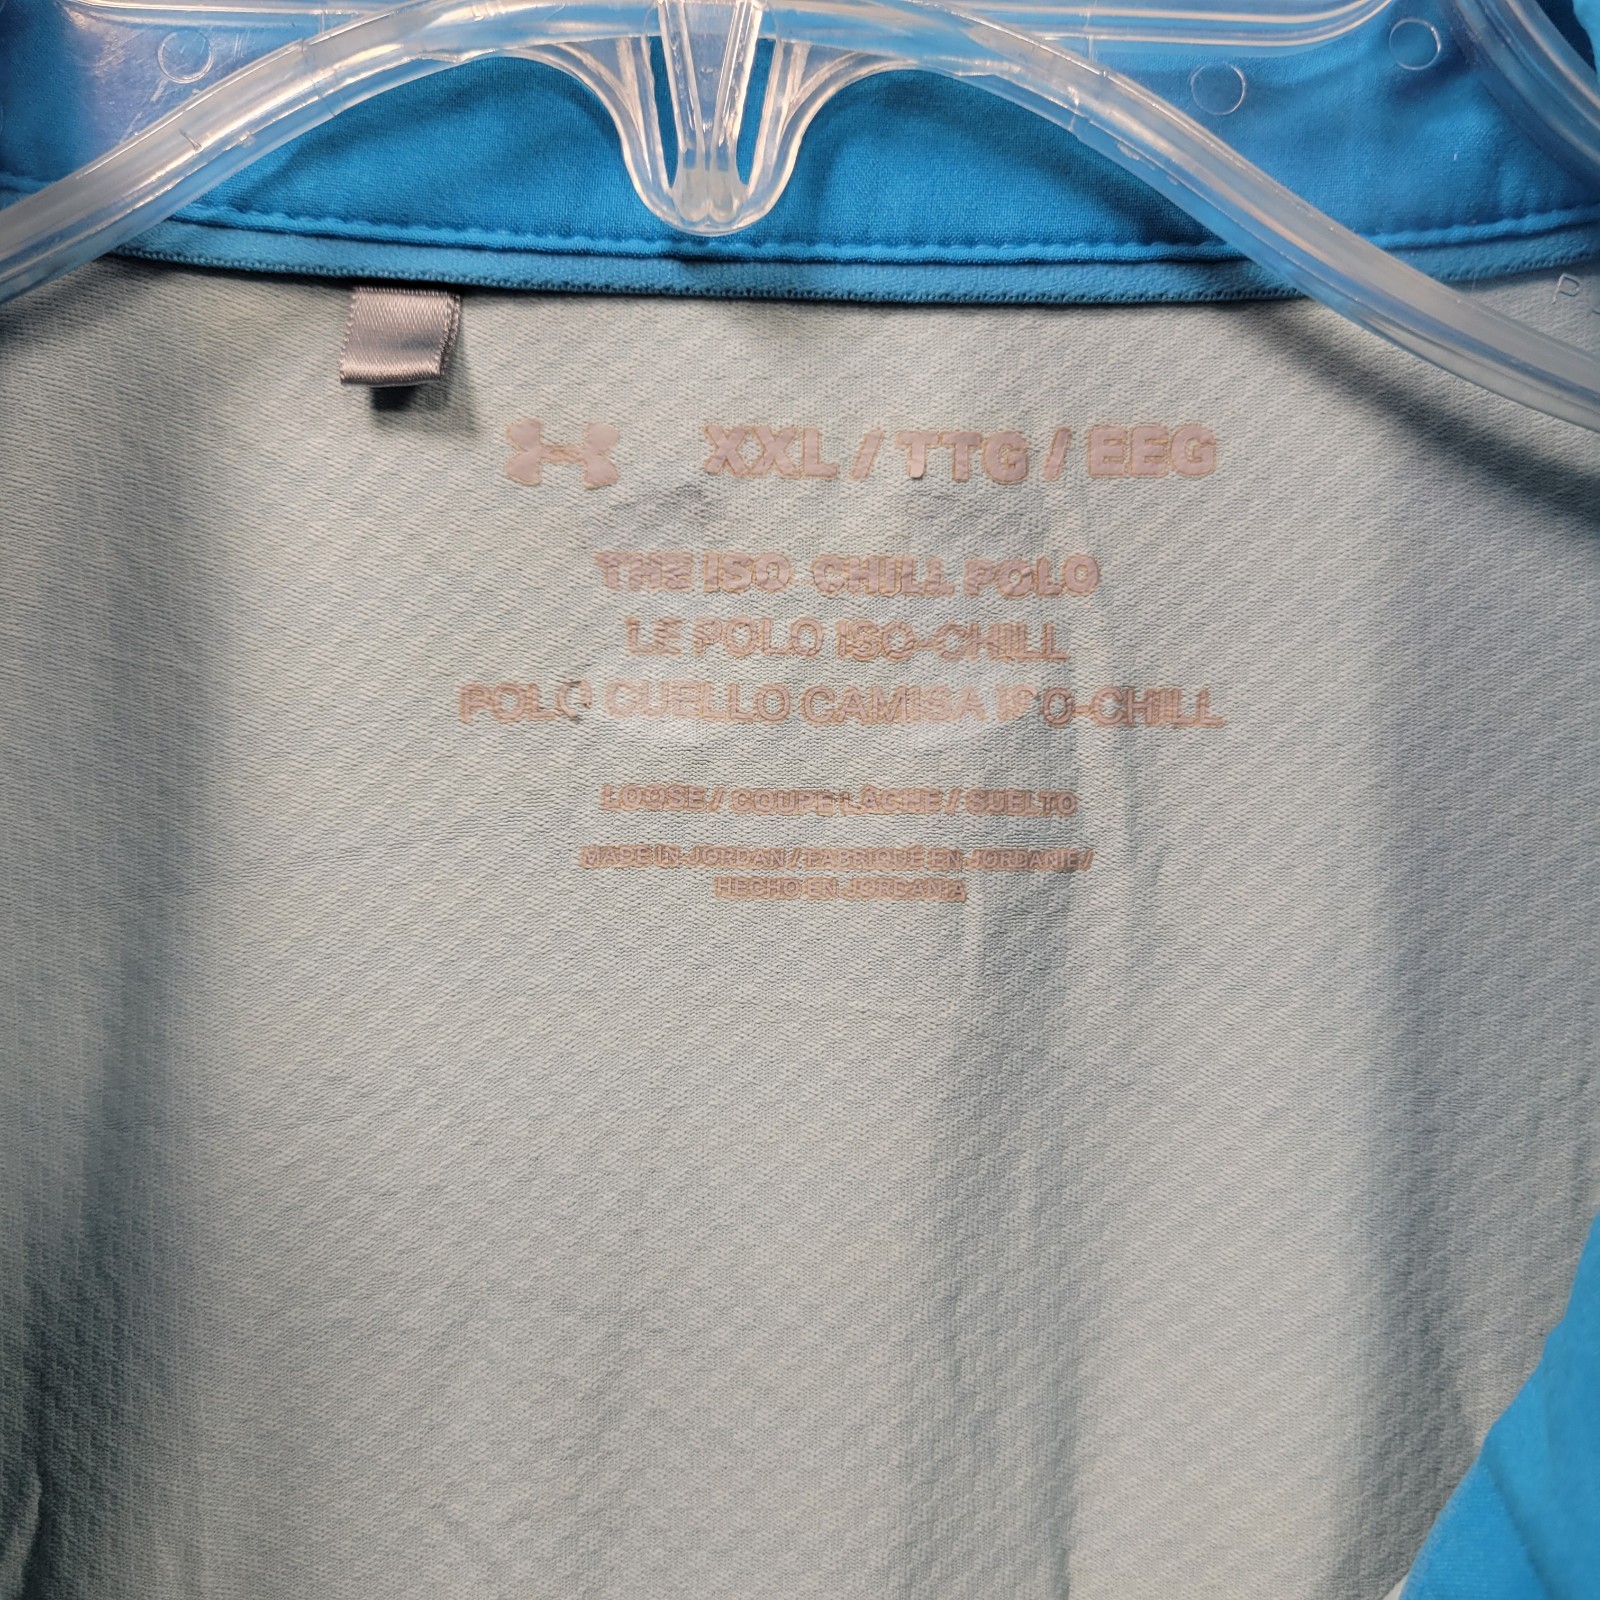 XXL / TTG / EEG
THE ISO-CHILL POLO
LE POLO ISO-CHILL
POLO CUELLO CAMISA ISO-CHILL
LOOSE / COUPE LÂCHE / SUELTO
MADE IN JORDAN / FABRIQUÉ EN JORDANIE /
HECHO EN JORDANIA